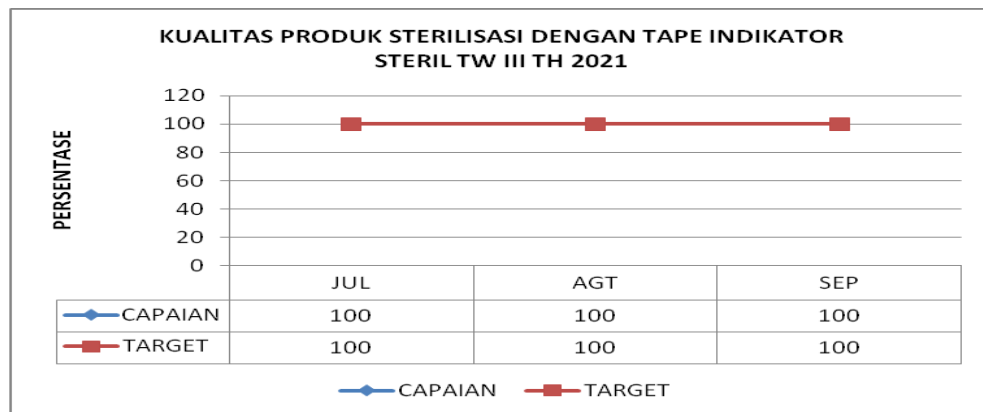 KUALITAS PRODUK STERILISASI DENGAN TAPE INDIKATOR
STERIL TW III TH 2021
PERSENTASE
120
100
80
60
40
20
0
JUL AGT SEP
CAPAIAN 100 100 100
TARGET 100 100 100
CAPAIAN TARGET